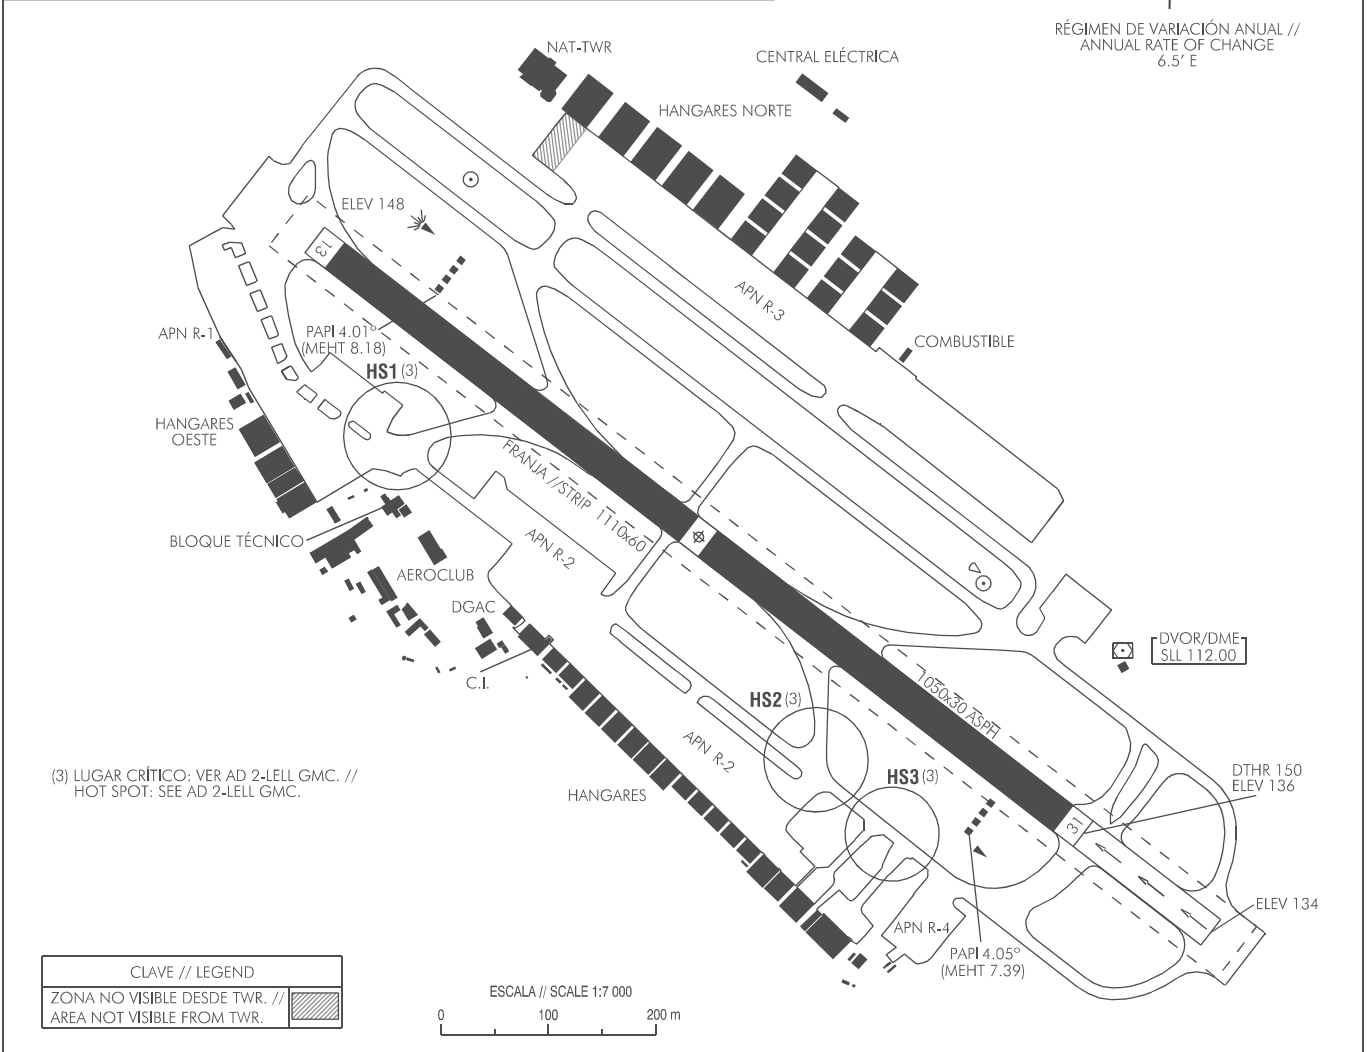 RÉGIMEN DE VARIACIÓN ANUAL //
ANNUAL RATE OF CHANGE
6.5' E
NAT-TWR
CENTRAL ELÉCTRICA
HANGARES NORTE
ELEV 148
13
APN R-3
PAPI 4.01°
(MEHT 8.18)
APN R-1
COMBUSTIBLE
HS1 (3)
HANGARES
OESTE
FRANJA // STRIP 1110x60
BLOQUE TÉCNICO
APN R-2
AEROCLUB
DGAC
DVOR/DME
SLL 112.00
C.I.
1050x30 ASPH
HS2 (3)
APN R-2
HS3 (3)
(3) LUGAR CRÍTICO: VER AD 2-LELL GMC. //
HOT SPOT: SEE AD 2-LELL GMC.
DTHR 150
ELEV 136
HANGARES
31
ELEV 134
APN R-4
PAPI 4.05°
(MEHT 7.39)
CLAVE // LEGEND
ZONA NO VISIBLE DESDE TWR. //
AREA NOT VISIBLE FROM TWR.
ESCALA // SCALE 1:7 000
0 100 200 m